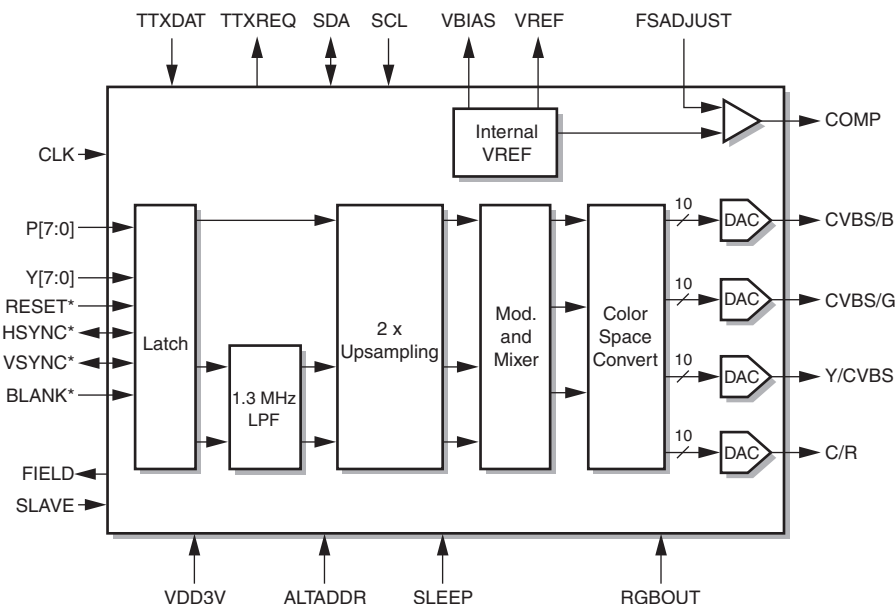 TTXDAT TTXREQ SDA SCL VBIAS VREF FSADJUST
Internal
VREF
COMP
CLK
P[7:0]
Y[7:0]
RESET*
HSYNC*
VSYNC*
BLANK*
FIELD
SLAVE
Latch
1.3 MHz
LPF
2 x
Upsampling
Mod.
and
Mixer
Color
Space
Convert
10
DAC
CVBS/B
10
DAC
CVBS/G
10
DAC
Y/CVBS
10
DAC
C/R
VDD3V ALTADDR SLEEP RGBOUT